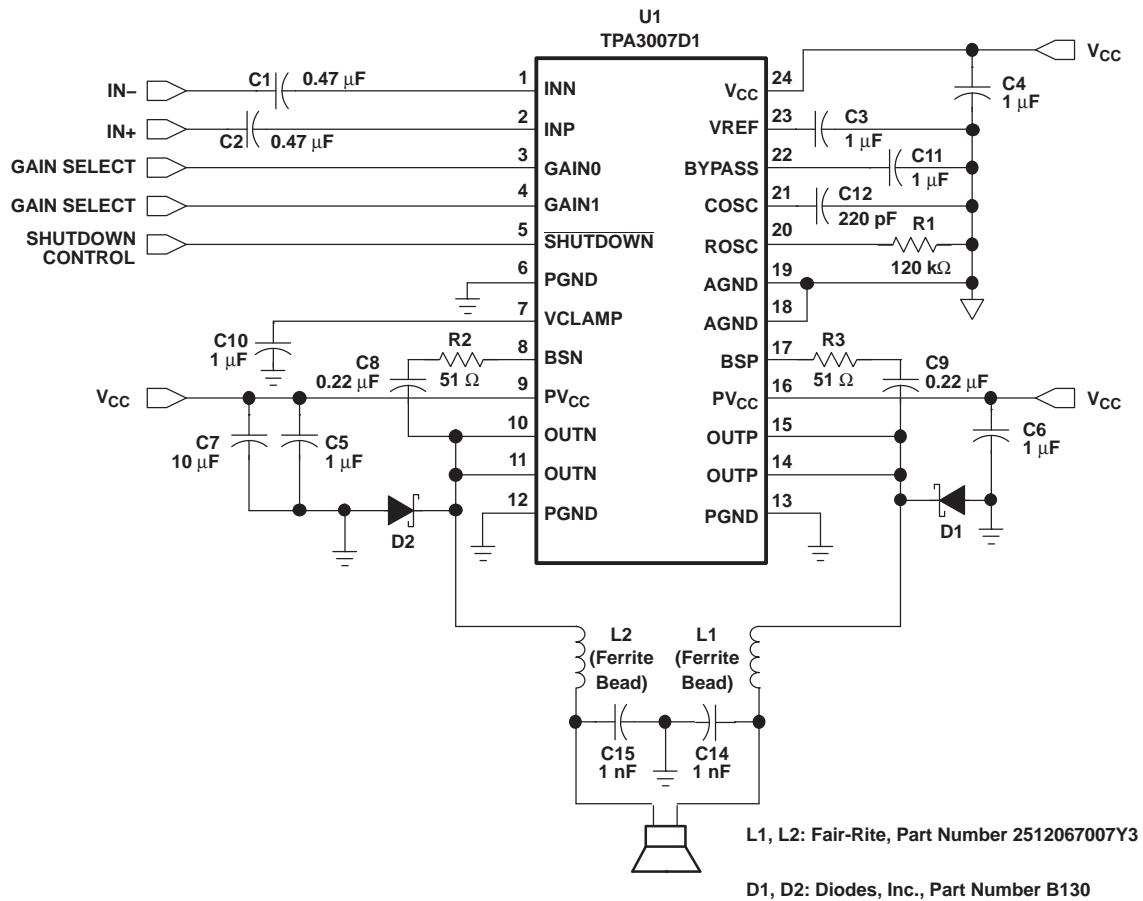 U1
TPA3007D1
IN−
C1
0.47 μF
1
INN
IN+
C2
0.47 μF
2
INP
GAIN SELECT
3
GAIN0
GAIN SELECT
4
GAIN1
SHUTDOWN
CONTROL
5
SHUTDOWN
6
PGND
7
VCLAMP
C10
1 μF
R2
51 Ω
8
BSN
C8
0.22 μF
VCC
9
PVCC
C7
10 μF
C5
1 μF
10
OUTN
11
OUTN
12
PGND
D2
24
VCC
VCC
C4
1 μF
23
VREF
C3
1 μF
22
BYPASS
C11
1 μF
21
COSC
C12
220 pF
20
ROSC
R1
120 kΩ
19
AGND
18
AGND
17
BSP
R3
51 Ω
C9
0.22 μF
16
PVCC
VCC
15
OUTP
C6
1 μF
14
OUTP
13
PGND
D1
L2
(Ferrite
Bead)
L1
(Ferrite
Bead)
C15
1 nF
C14
1 nF
L1, L2: Fair-Rite, Part Number 2512067007Y3
D1, D2: Diodes, Inc., Part Number B130